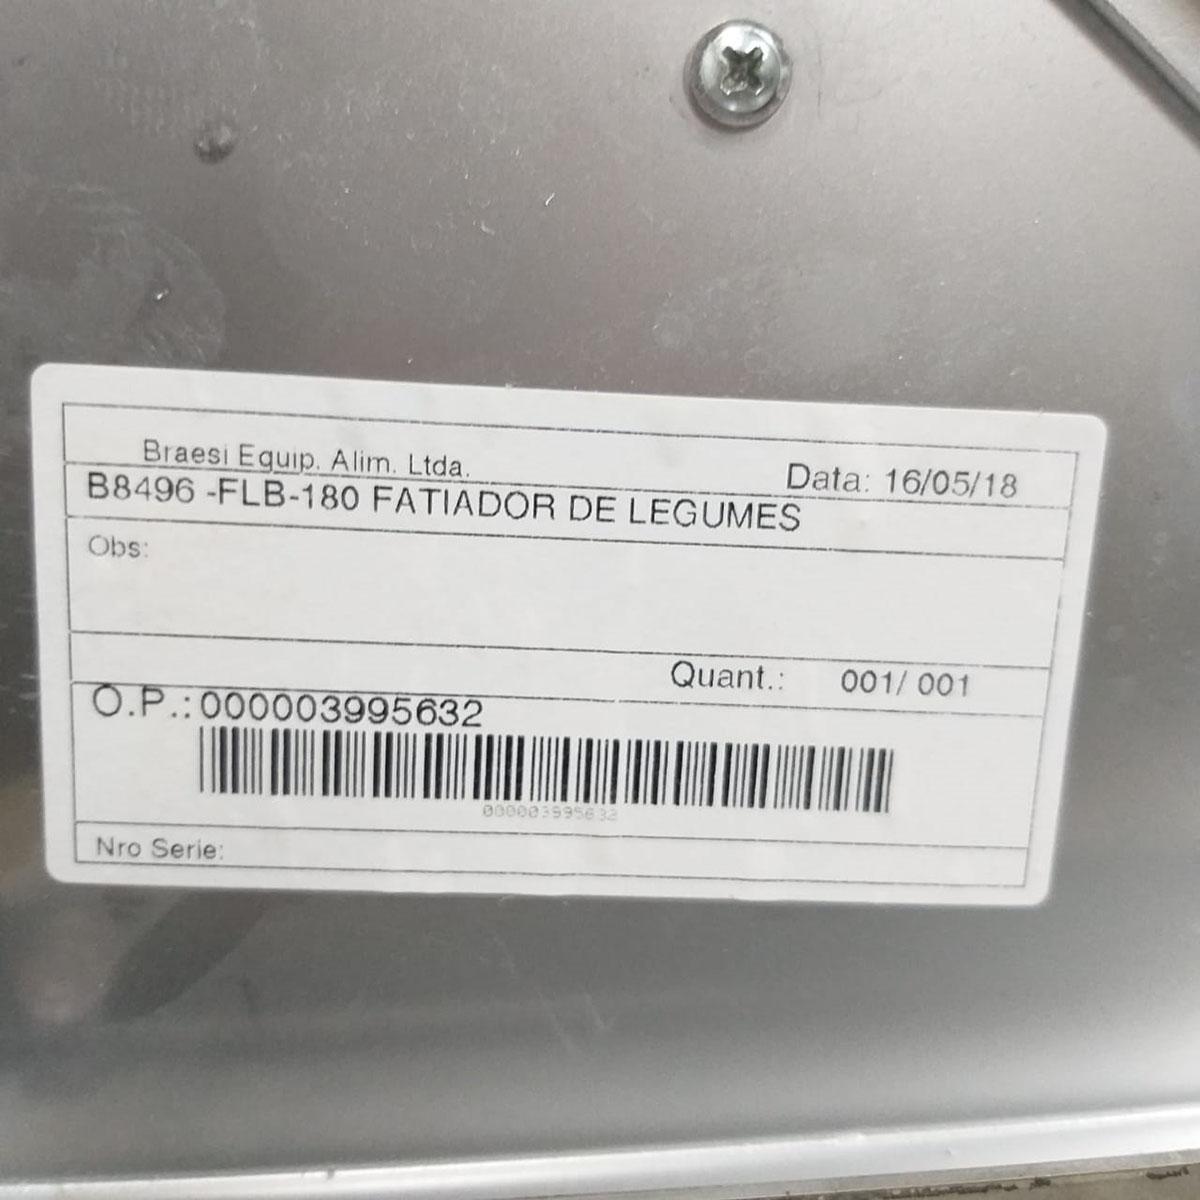 Braesi Equip. Alim. Ltda. Data: 16/05/18
B8496 -FLB-180 FATIADOR DE LEGUMES
Obs:
Quant.: 001/ 001
O.P.:000003995632
000003995632
Nro Serie: